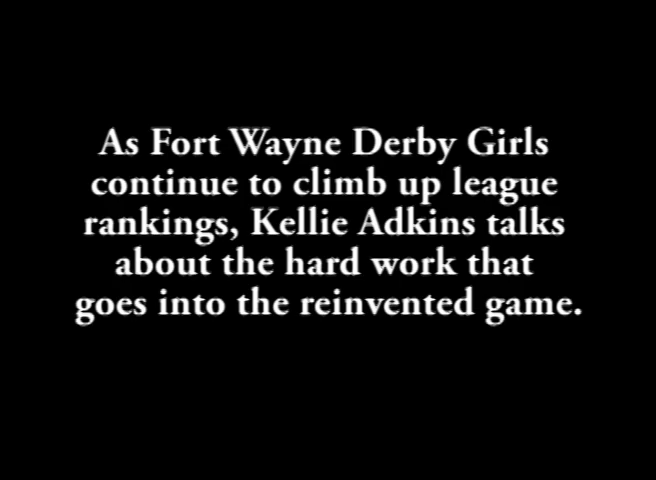 As Fort Wayne Derby Girls
continue to climb up league
rankings, Kellie Adkins talks
about the hard work that
goes into the reinvented game.